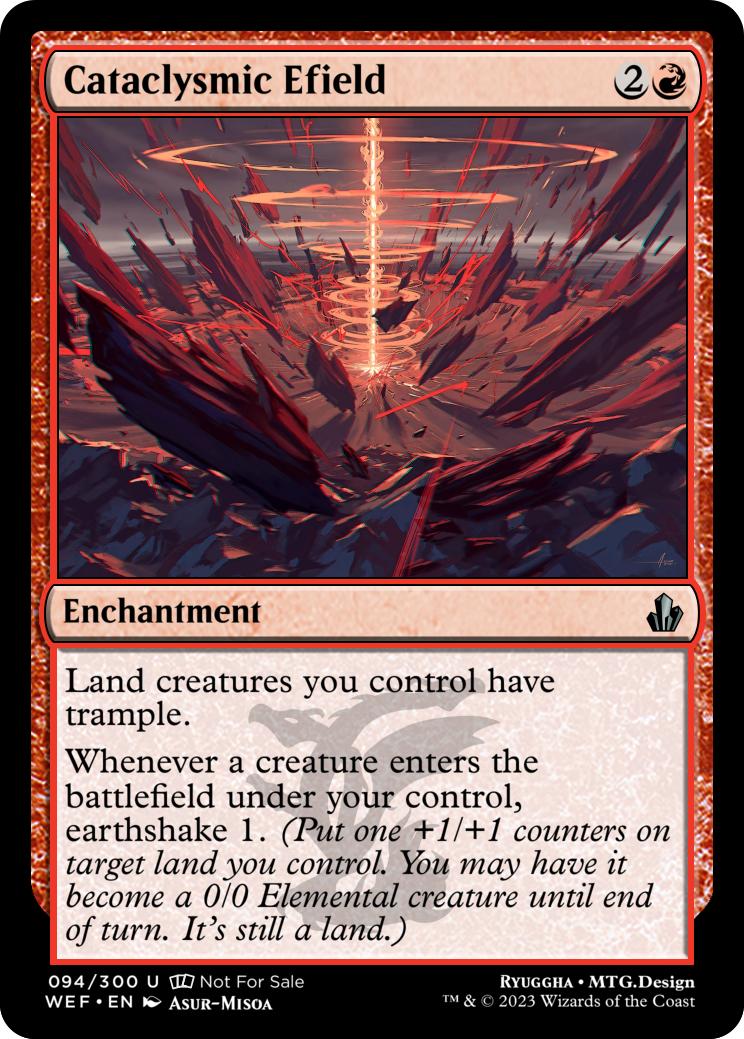 Cataclysmic Efield 2
Enchantment
Land creatures you control have
trample.
Whenever a creature enters the
battlefield under your control,
earthshake 1. (Put one +1/+1 counters on
target land you control. You may have it
become a 0/0 Elemental creature until end
of turn. It's still a land.)
094/300 U Not For Sale
WEF • EN Asur-Misoa
Ryuggha • MTG.Design
™ & © 2023 Wizards of the Coast